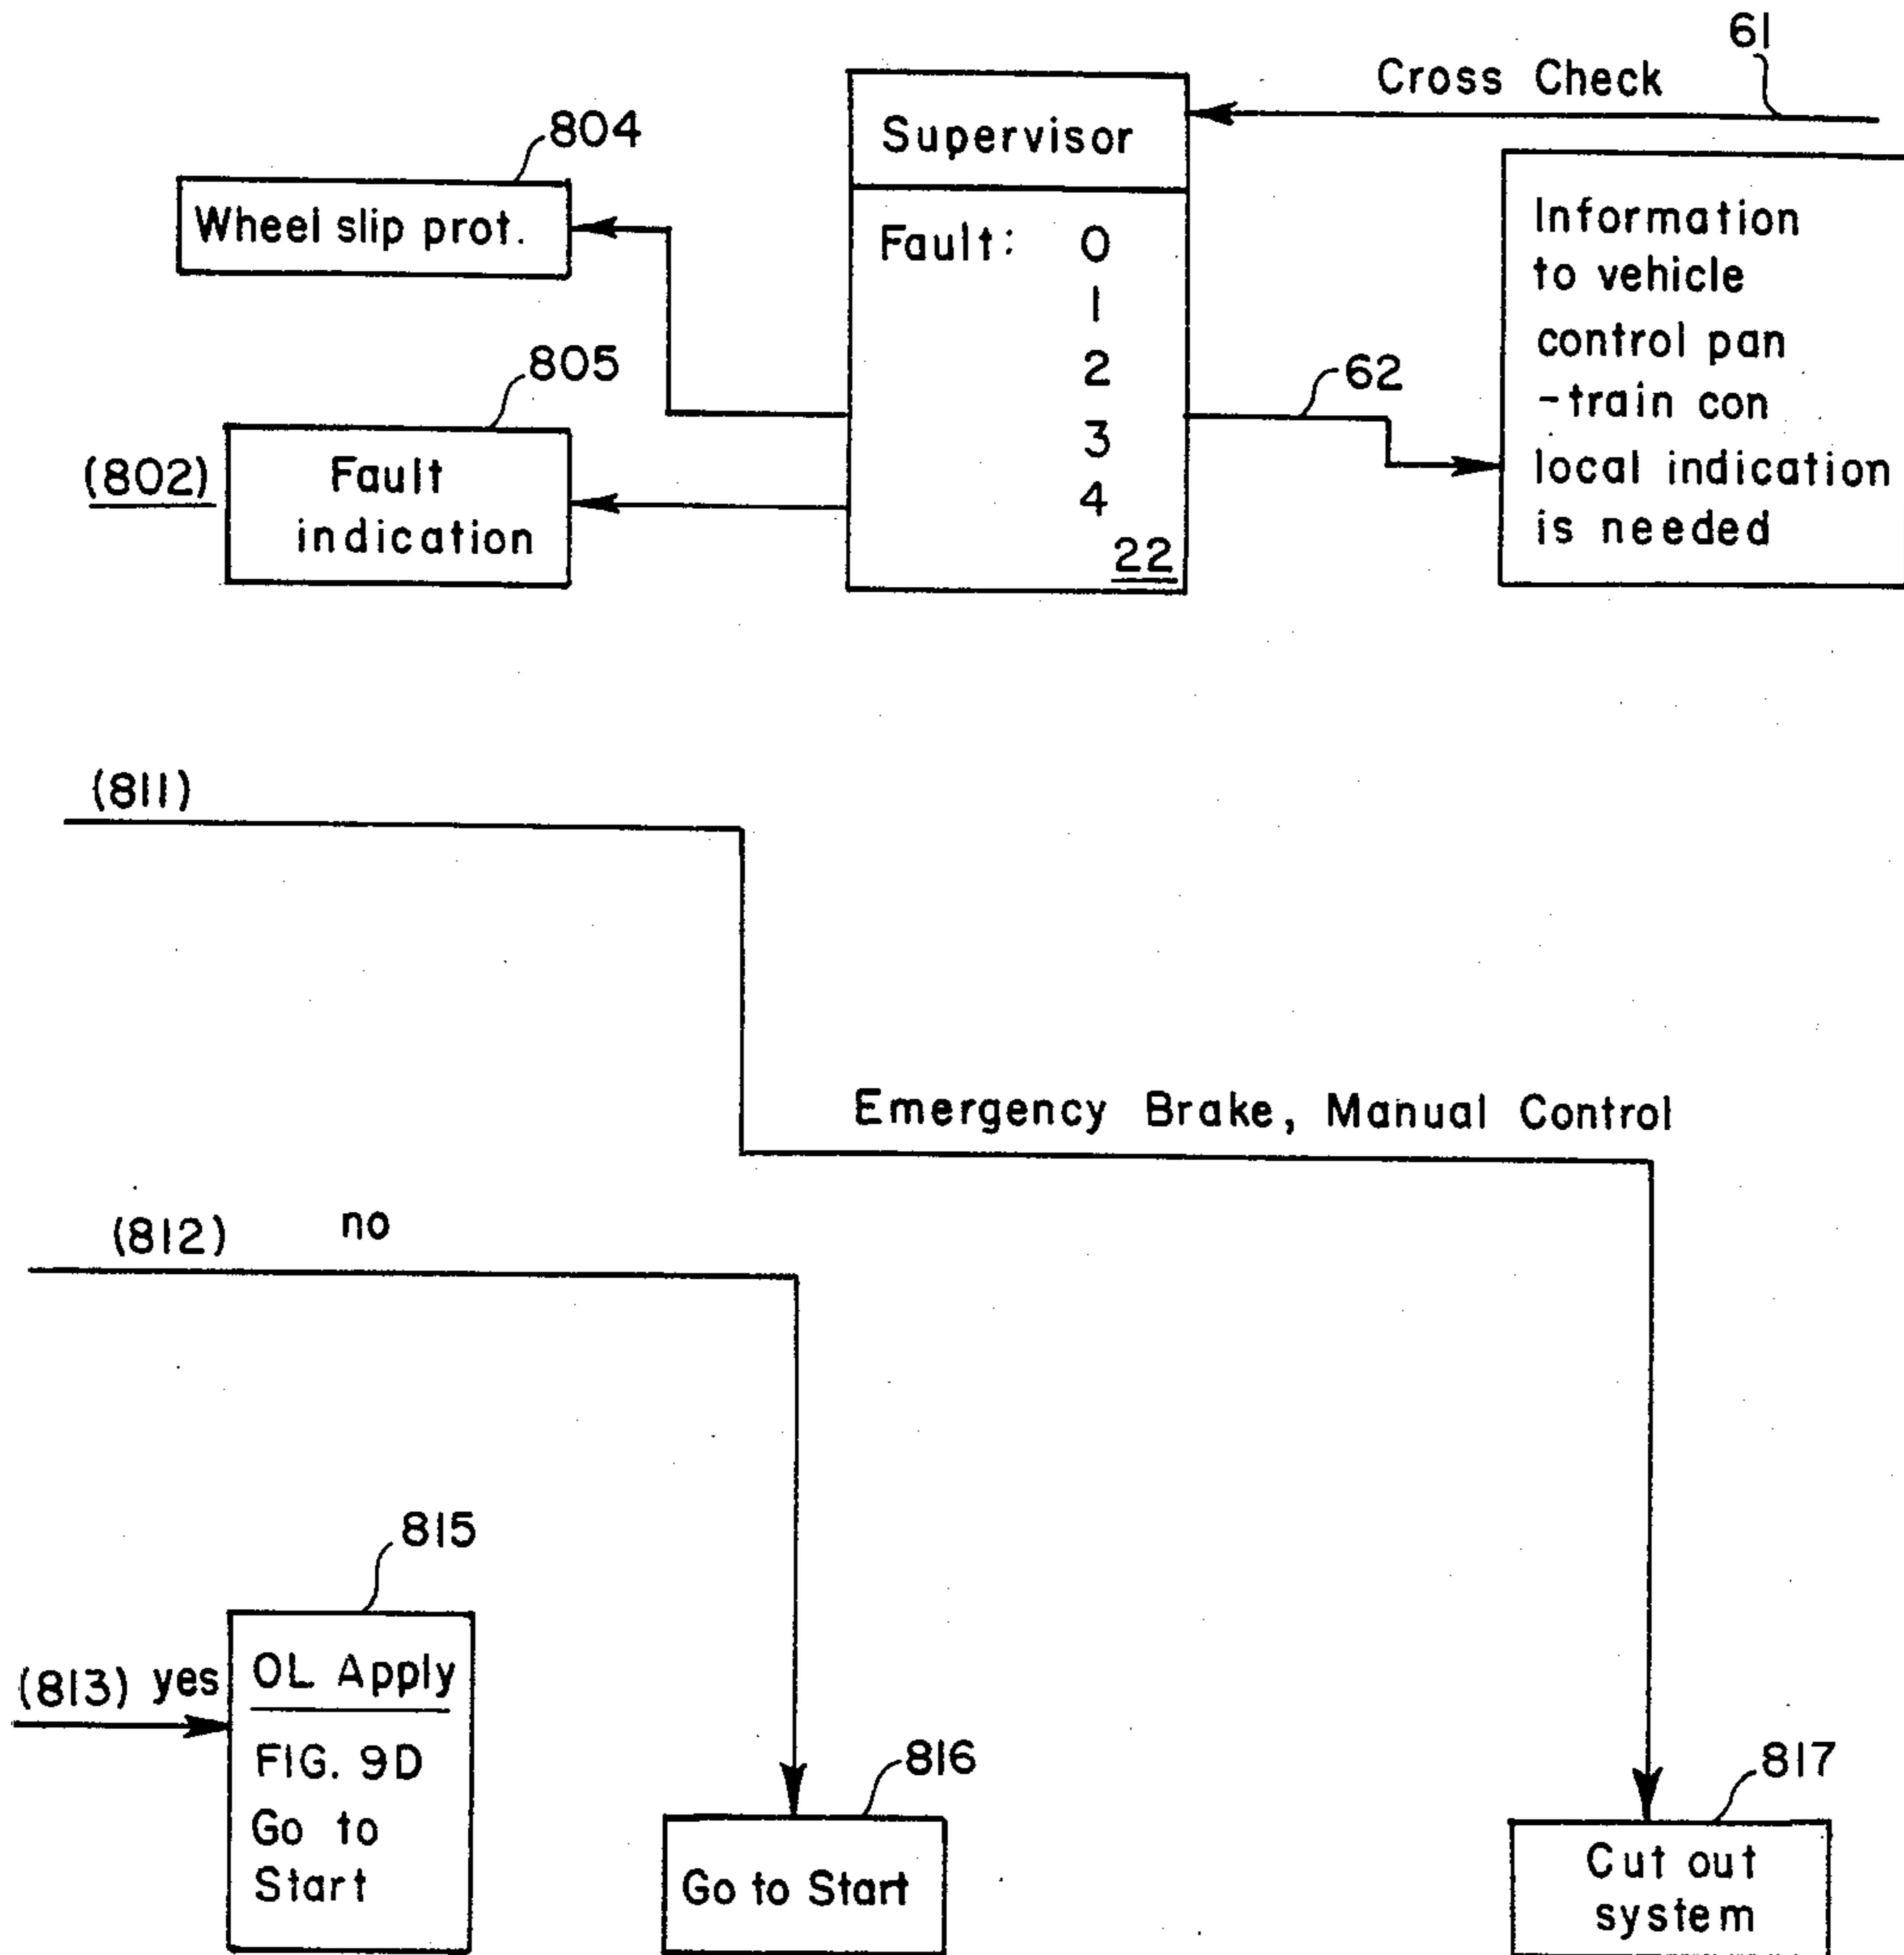 61
Cross Check
804
Supervisor
Wheel slip prot.
Fault: 0
1
2
3
4
22
805
(802)
Fault
indication
62
Information
to vehicle
control pan
-train con
local indication
is needed
(811)
Emergency Brake, Manual Control
(812) no
815
(813) yes
OL Apply
FIG. 9D
Go to
Start
816
Go to Start
817
Cut out
system